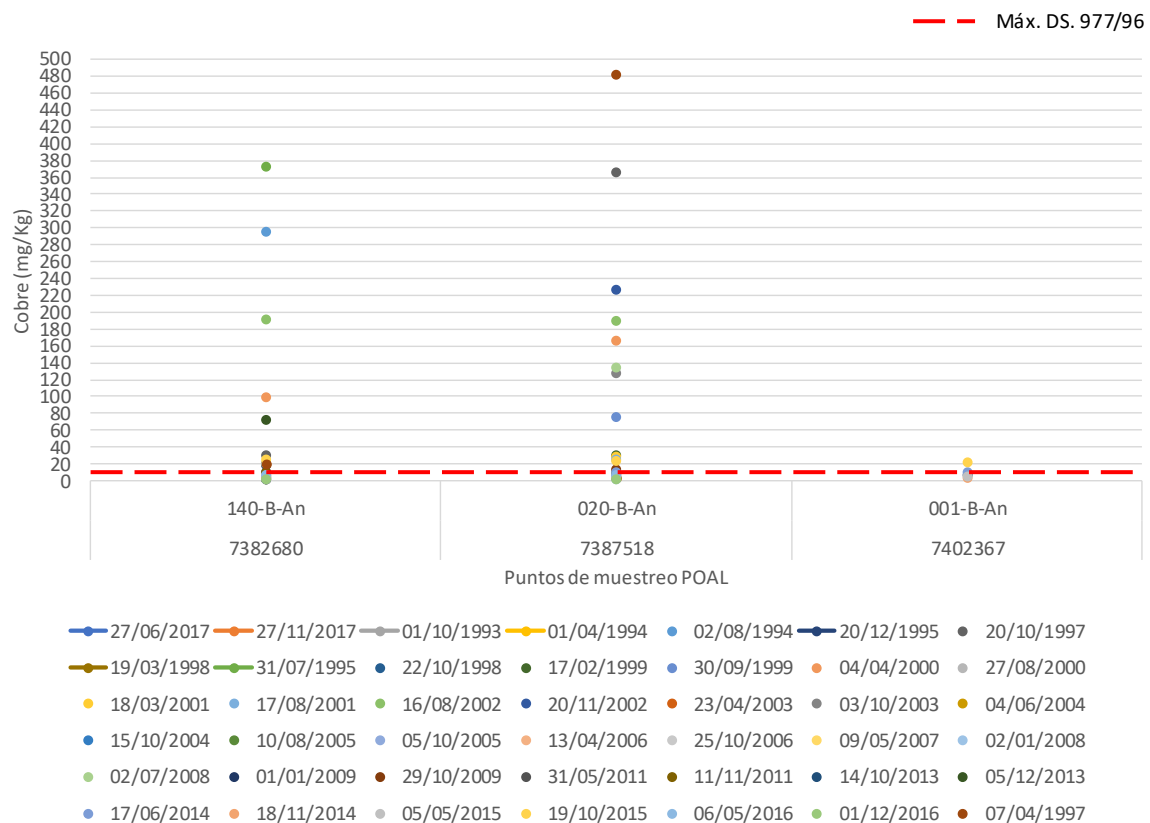 Máx. DS. 977/96
500
480
460
440
420
400
380
360
340
320
300
280
260
240
220
200
180
160
140
120
100
80
60
40
20
0
Cobre (mg/Kg)
140-B-An 020-B-An 001-B-An
7382680 7387518 7402367
Puntos de muestreo POAL
27/06/2017 27/11/2017 01/10/1993 01/04/1994 02/08/1994 20/12/1995 20/10/1997
19/03/1998 31/07/1995 22/10/1998 17/02/1999 30/09/1999 04/04/2000 27/08/2000
18/03/2001 17/08/2001 16/08/2002 20/11/2002 23/04/2003 03/10/2003 04/06/2004
15/10/2004 10/08/2005 05/10/2005 13/04/2006 25/10/2006 09/05/2007 02/01/2008
02/07/2008 01/01/2009 29/10/2009 31/05/2011 11/11/2011 14/10/2013 05/12/2013
17/06/2014 18/11/2014 05/05/2015 19/10/2015 06/05/2016 01/12/2016 07/04/1997